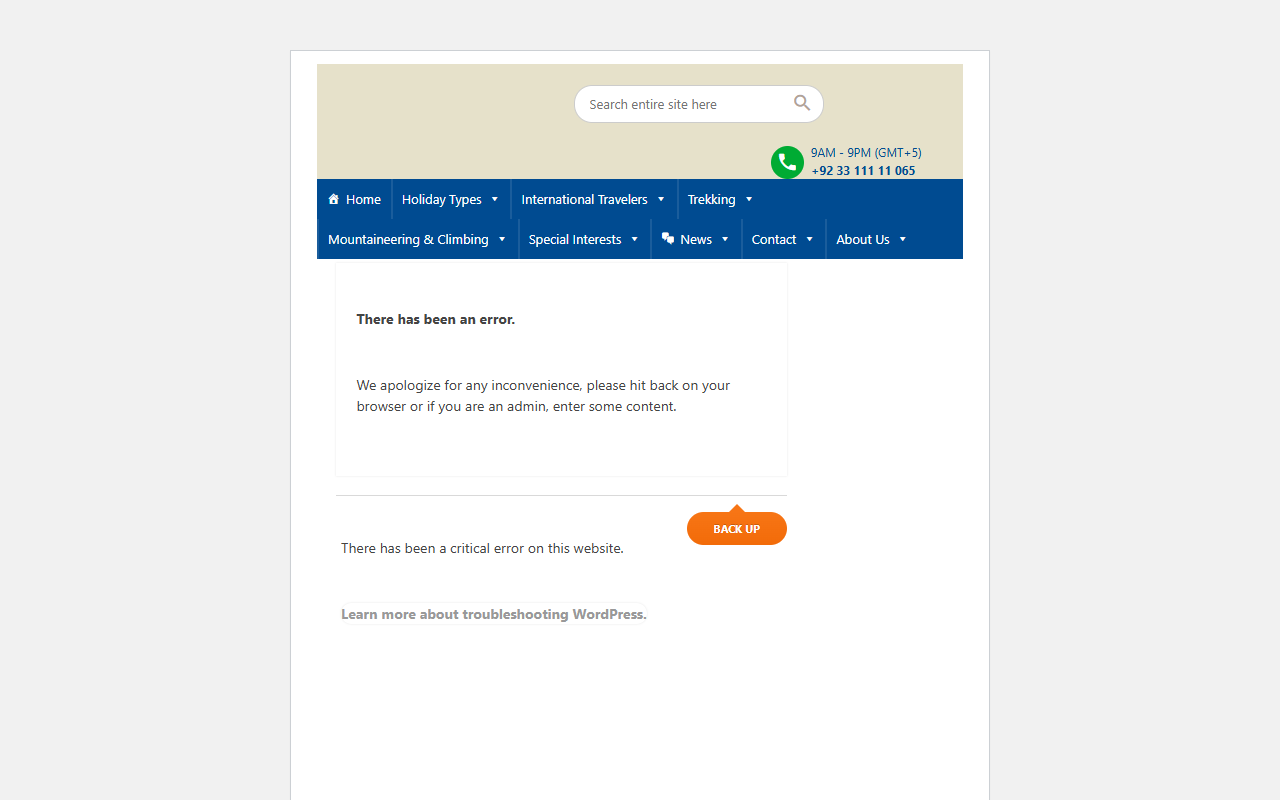 Search entire site here
9AM - 9PM (GMT+5)
+92 33 111 11 065
Home Holiday Types International Travelers Trekking
Mountaineering & Climbing Special Interests News Contact About Us
There has been an error.
We apologize for any inconvenience, please hit back on your
browser or if you are an admin, enter some content.
BACK UP
There has been a critical error on this website.
Learn more about troubleshooting WordPress.